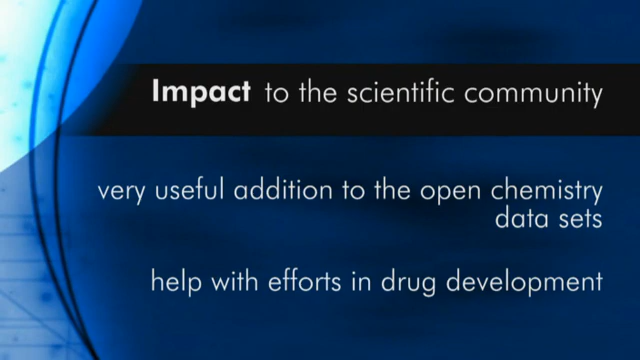 Impact to the scientific community
very useful addition to the open chemistry
data sets
help with efforts in drug development